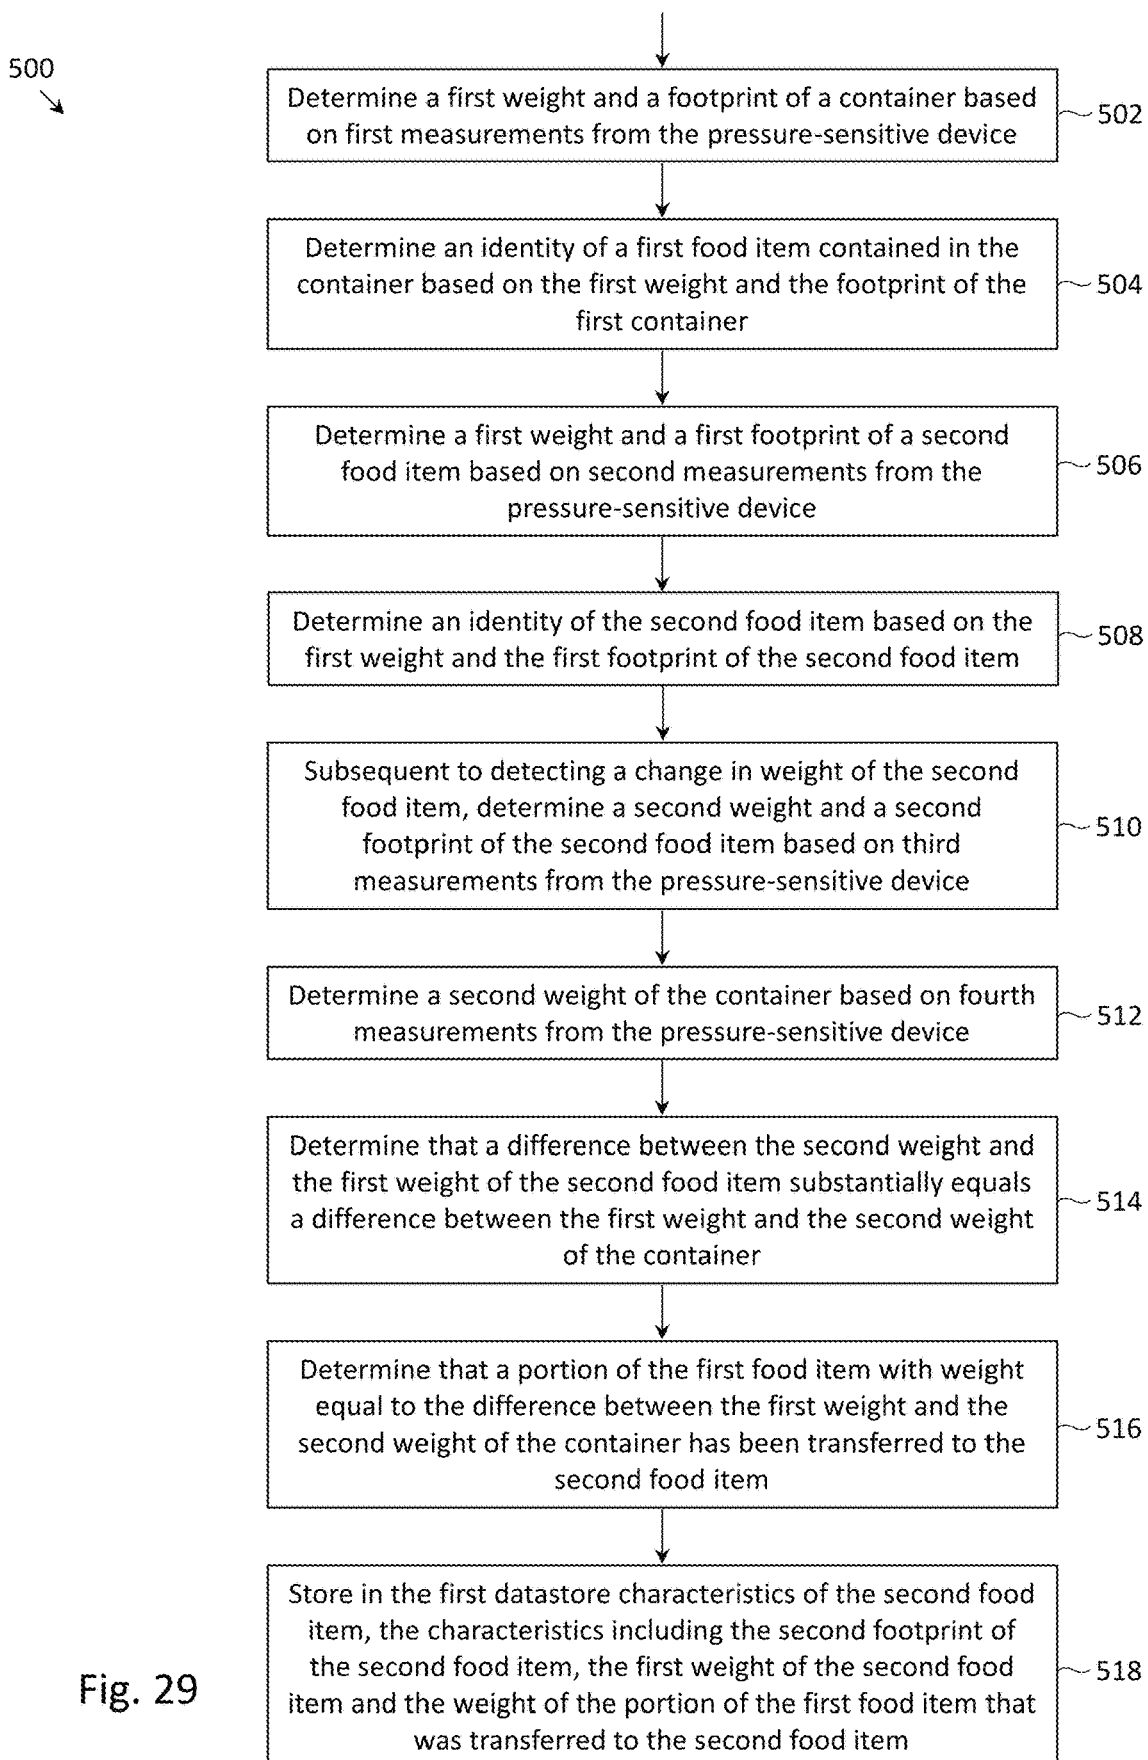 500
Determine a first weight and a footprint of a container based
on first measurements from the pressure-sensitive device
502
Determine an identity of a first food item contained in the
container based on the first weight and the footprint of the
first container
504
Determine a first weight and a first footprint of a second
food item based on second measurements from the
pressure-sensitive device
506
Determine an identity of the second food item based on the
first weight and the first footprint of the second food item
508
Subsequent to detecting a change in weight of the second
food item, determine a second weight and a second
footprint of the second food item based on third
measurements from the pressure-sensitive device
510
Determine a second weight of the container based on fourth
measurements from the pressure-sensitive device
512
Determine that a difference between the second weight and
the first weight of the second food item substantially equals
a difference between the first weight and the second weight
of the container
514
Determine that a portion of the first food item with weight
equal to the difference between the first weight and the
second weight of the container has been transferred to the
second food item
516
Store in the first datastore characteristics of the second food
item, the characteristics including the second footprint of
the second food item, the first weight of the second food
item and the weight of the portion of the first food item that
was transferred to the second food item
518
Fig. 29